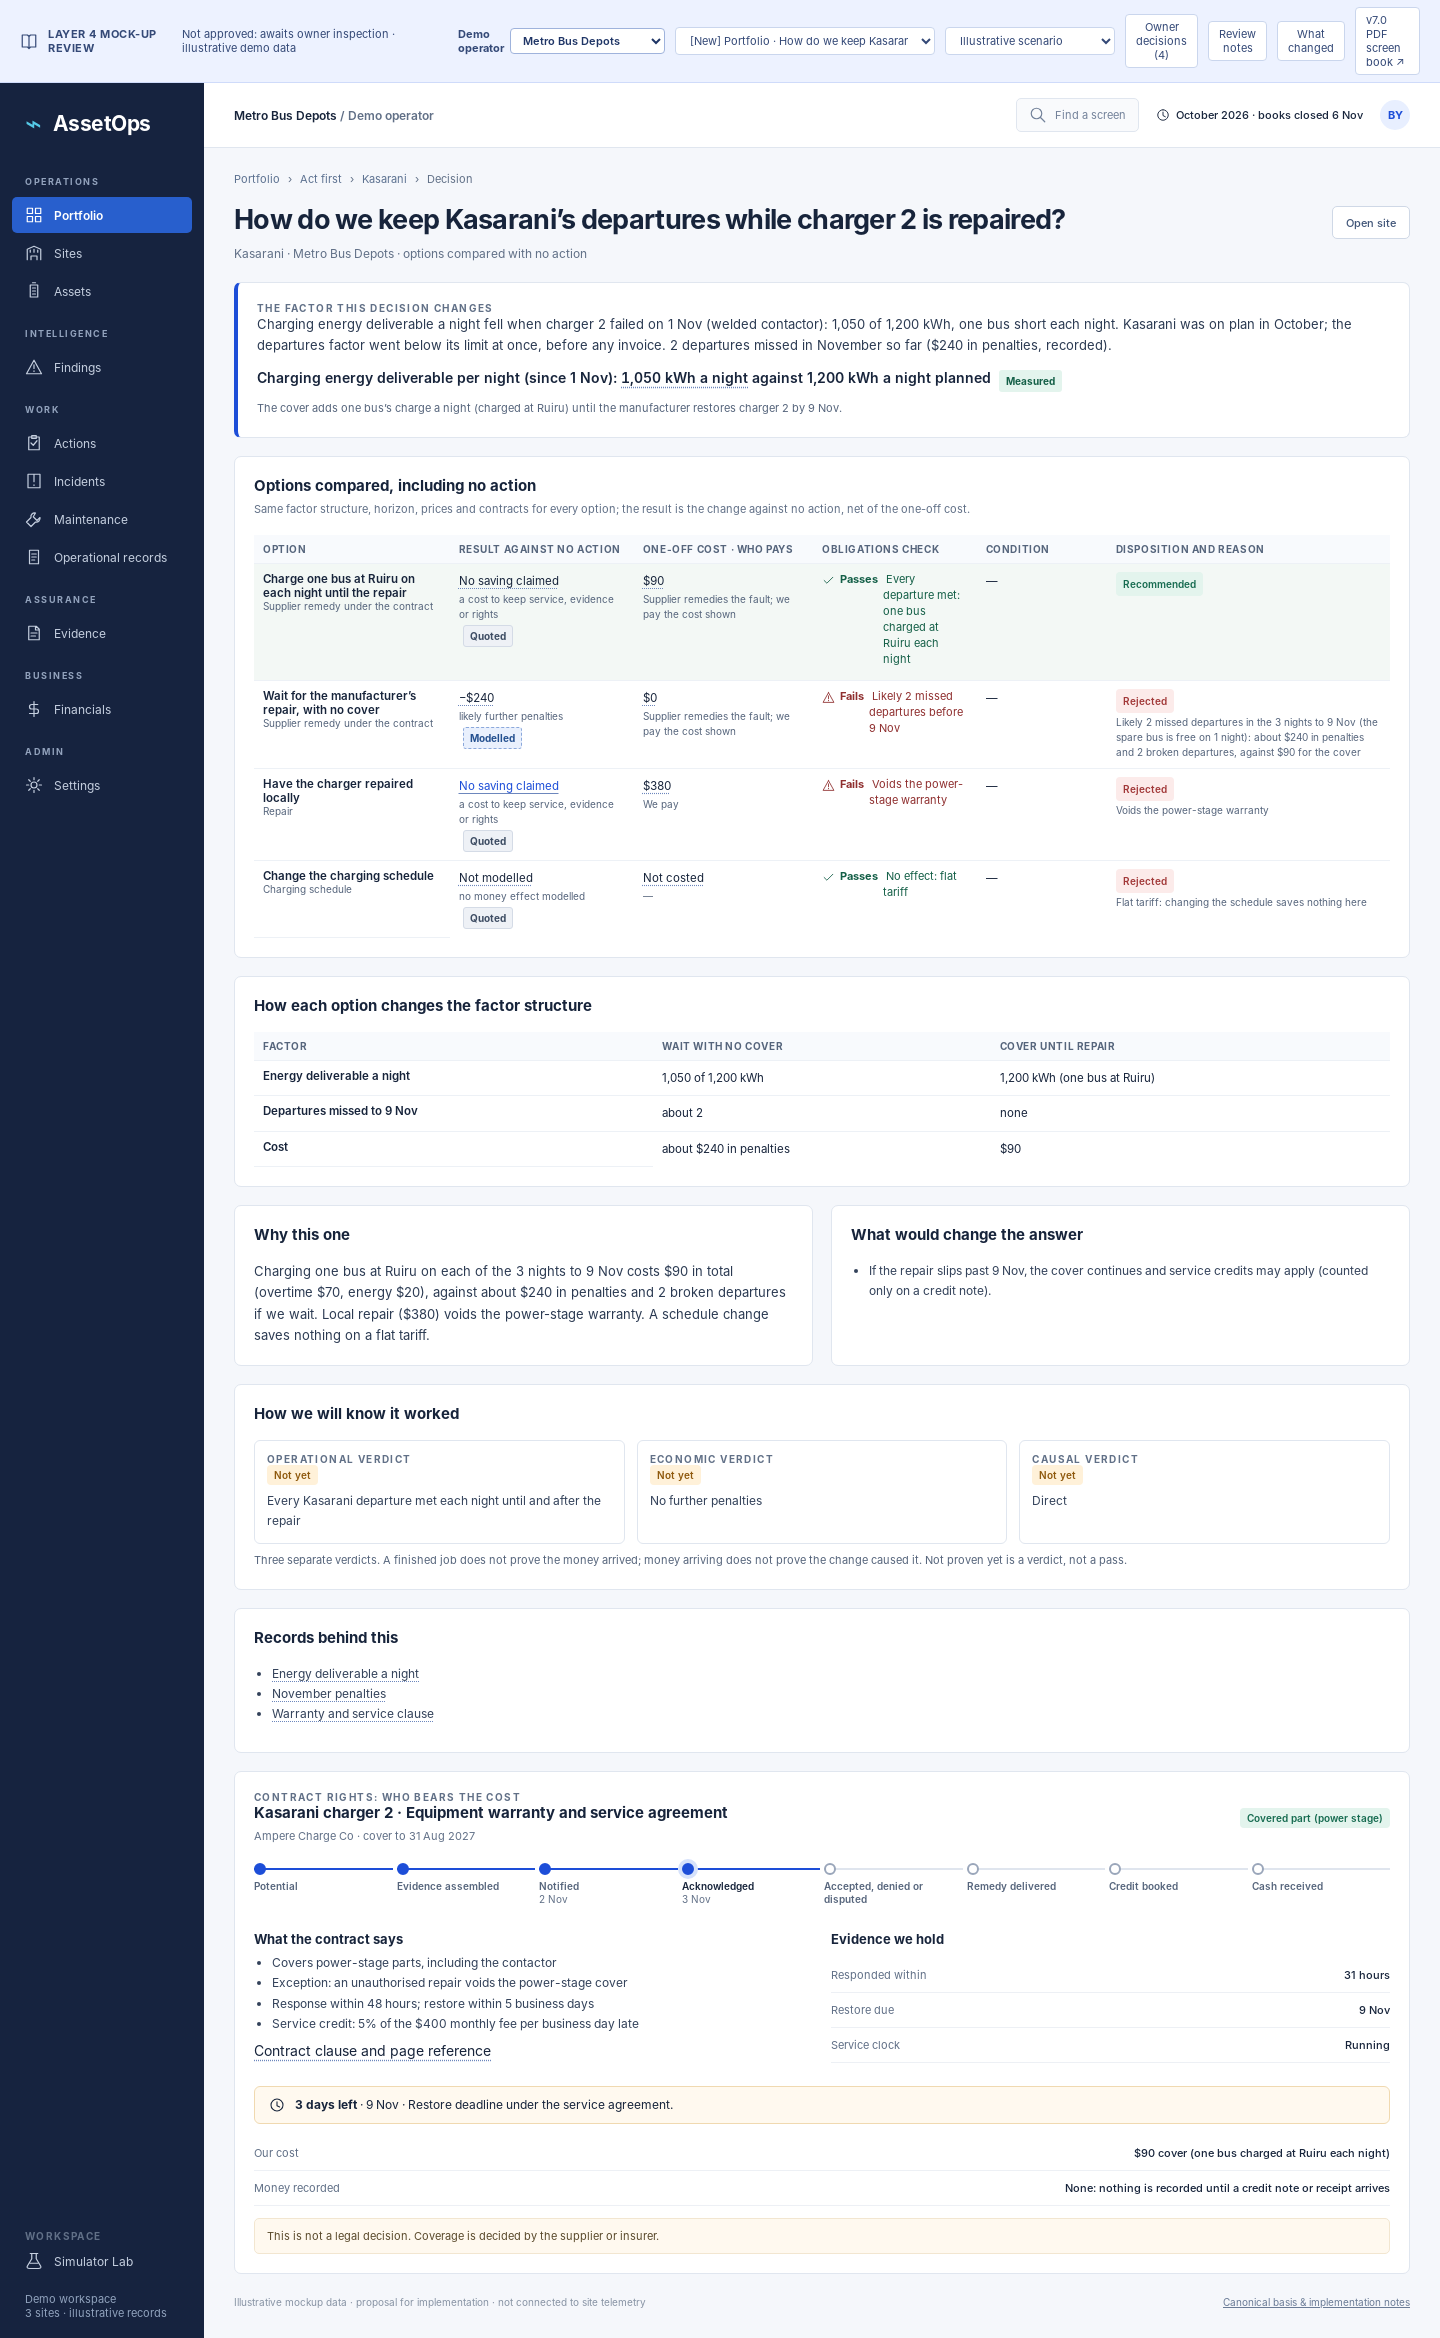 LAYER 4 MOCK-UP REVIEW
Not approved: awaits owner inspection · illustrative demo data
Demo operator
Metro Bus Depots
[New] Portfolio · How do we keep Kasarar
Illustrative scenario
Owner decisions (4)
Review notes
What changed
v7.0 PDF screen book ↗
AssetOps
OPERATIONS
Portfolio
Sites
Assets
INTELLIGENCE
Findings
WORK
Actions
Incidents
Maintenance
Operational records
ASSURANCE
Evidence
BUSINESS
Financials
ADMIN
Settings
WORKSPACE
Simulator Lab
Demo workspace
3 sites · illustrative records
Metro Bus Depots / Demo operator
Find a screen
October 2026 · books closed 6 Nov
BY
Portfolio › Act first › Kasarani › Decision
How do we keep Kasarani’s departures while charger 2 is repaired?
Open site
Kasarani · Metro Bus Depots · options compared with no action
THE FACTOR THIS DECISION CHANGES
Charging energy deliverable a night fell when charger 2 failed on 1 Nov (welded contactor): 1,050 of 1,200 kWh, one bus short each night. Kasarani was on plan in October; the
departures factor went below its limit at once, before any invoice. 2 departures missed in November so far ($240 in penalties, recorded).
Charging energy deliverable per night (since 1 Nov): 1,050 kWh a night against 1,200 kWh a night planned Measured
The cover adds one bus’s charge a night (charged at Ruiru) until the manufacturer restores charger 2 by 9 Nov.
Options compared, including no action
Same factor structure, horizon, prices and contracts for every option; the result is the change against no action, net of the one-off cost.
OPTION RESULT AGAINST NO ACTION ONE-OFF COST · WHO PAYS OBLIGATIONS CHECK CONDITION DISPOSITION AND REASON
Charge one bus at Ruiru on
each night until the repair
Supplier remedy under the contract
No saving claimed
a cost to keep service, evidence
or rights
Quoted
$90
Supplier remedies the fault; we
pay the cost shown
Passes Every
departure met:
one bus
charged at
Ruiru each
night
—
Recommended
Wait for the manufacturer’s
repair, with no cover
Supplier remedy under the contract
−$240
likely further penalties
Modelled
$0
Supplier remedies the fault; we
pay the cost shown
Fails Likely 2 missed
departures before
9 Nov
—
Rejected
Likely 2 missed departures in the 3 nights to 9 Nov (the
spare bus is free on 1 night): about $240 in penalties
and 2 broken departures, against $90 for the cover
Have the charger repaired
locally
Repair
No saving claimed
a cost to keep service, evidence
or rights
Quoted
$380
We pay
Fails Voids the power-
stage warranty
—
Rejected
Voids the power-stage warranty
Change the charging schedule
Charging schedule
Not modelled
no money effect modelled
Quoted
Not costed
—
Passes No effect: flat
tariff
—
Rejected
Flat tariff: changing the schedule saves nothing here
How each option changes the factor structure
FACTOR WAIT WITH NO COVER COVER UNTIL REPAIR
Energy deliverable a night 1,050 of 1,200 kWh 1,200 kWh (one bus at Ruiru)
Departures missed to 9 Nov about 2 none
Cost about $240 in penalties $90
Why this one
Charging one bus at Ruiru on each of the 3 nights to 9 Nov costs $90 in total
(overtime $70, energy $20), against about $240 in penalties and 2 broken departures
if we wait. Local repair ($380) voids the power-stage warranty. A schedule change
saves nothing on a flat tariff.
What would change the answer
• If the repair slips past 9 Nov, the cover continues and service credits may apply (counted
only on a credit note).
How we will know it worked
OPERATIONAL VERDICT
Not yet
Every Kasarani departure met each night until and after the
repair
ECONOMIC VERDICT
Not yet
No further penalties
CAUSAL VERDICT
Not yet
Direct
Three separate verdicts. A finished job does not prove the money arrived; money arriving does not prove the change caused it. Not proven yet is a verdict, not a pass.
Records behind this
• Energy deliverable a night
• November penalties
• Warranty and service clause
CONTRACT RIGHTS: WHO BEARS THE COST
Kasarani charger 2 · Equipment warranty and service agreement
Covered part (power stage)
Ampere Charge Co · cover to 31 Aug 2027
Potential
Evidence assembled
Notified
2 Nov
Acknowledged
3 Nov
Accepted, denied or
disputed
Remedy delivered
Credit booked
Cash received
What the contract says
• Covers power-stage parts, including the contactor
• Exception: an unauthorised repair voids the power-stage cover
• Response within 48 hours; restore within 5 business days
• Service credit: 5% of the $400 monthly fee per business day late
Contract clause and page reference
Evidence we hold
Responded within 31 hours
Restore due 9 Nov
Service clock Running
3 days left · 9 Nov · Restore deadline under the service agreement.
Our cost $90 cover (one bus charged at Ruiru each night)
Money recorded None: nothing is recorded until a credit note or receipt arrives
This is not a legal decision. Coverage is decided by the supplier or insurer.
Illustrative mockup data · proposal for implementation · not connected to site telemetry
Canonical basis & implementation notes